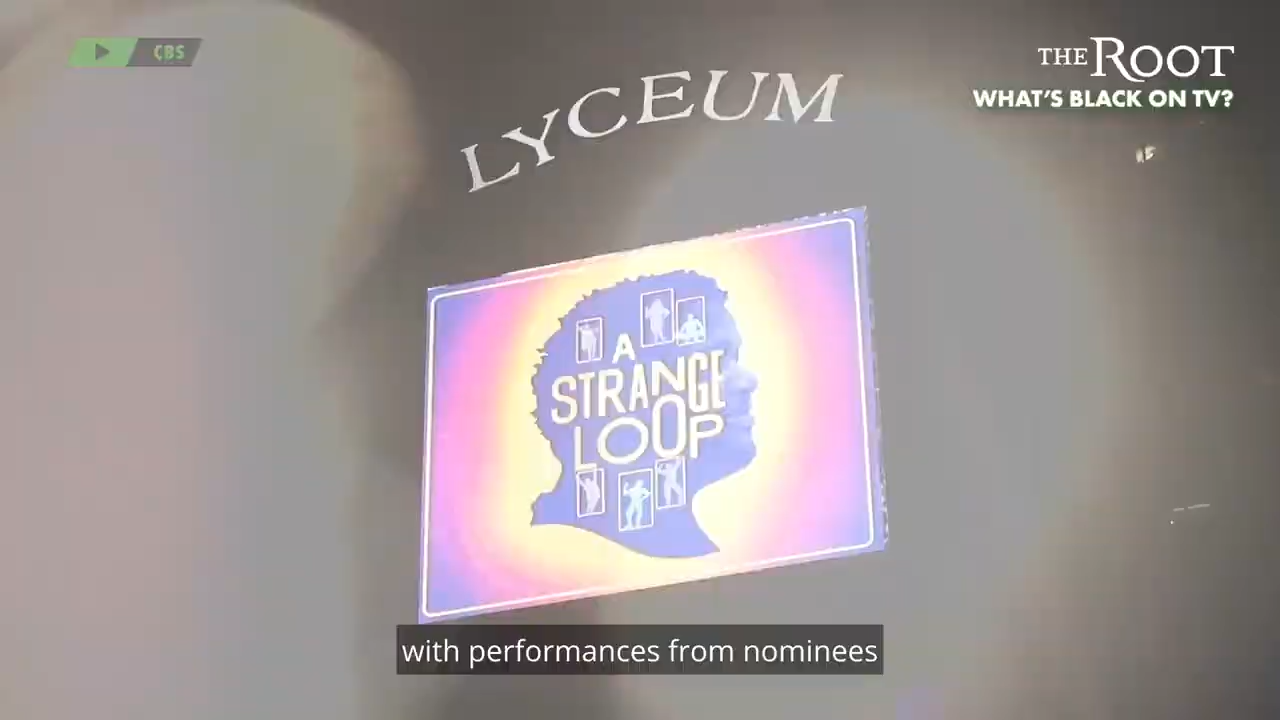 CBS
THE ROOT
WHAT'S BLACK ON TV?
LYCEUM
A
STRANGE
LOOP
with performances from nominees